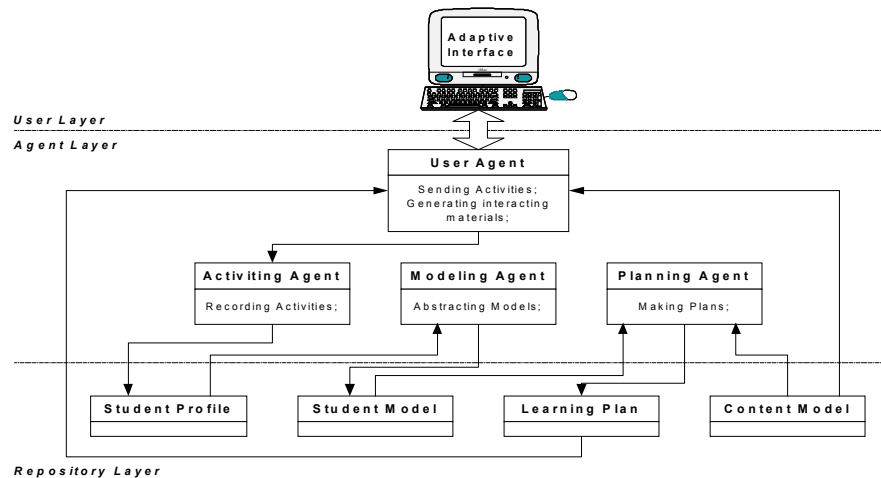 Adaptive
Interface
User Layer
Agent Layer
User Agent
Sending Activities;
Generating interacting
materials;
Activiting Agent
Modeling Agent
Planning Agent
Recording Activities;
Abstracting Models;
Making Plans;
Student Profile
Student Model
Learning Plan
Content Model
Repository Layer